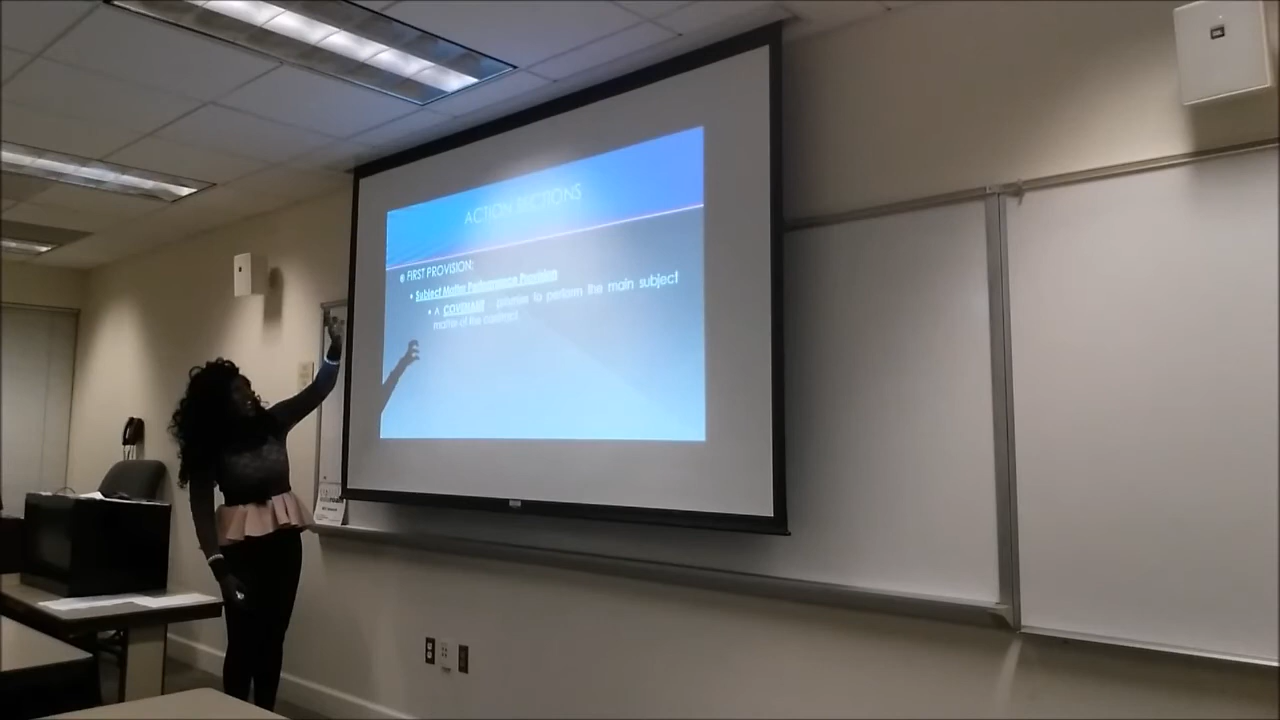 ACTION SECTIONS
FIRST PROVISION:
Subject Matter Performance Provision
A COVENANT promise to perform the main subject
matter of the contract.